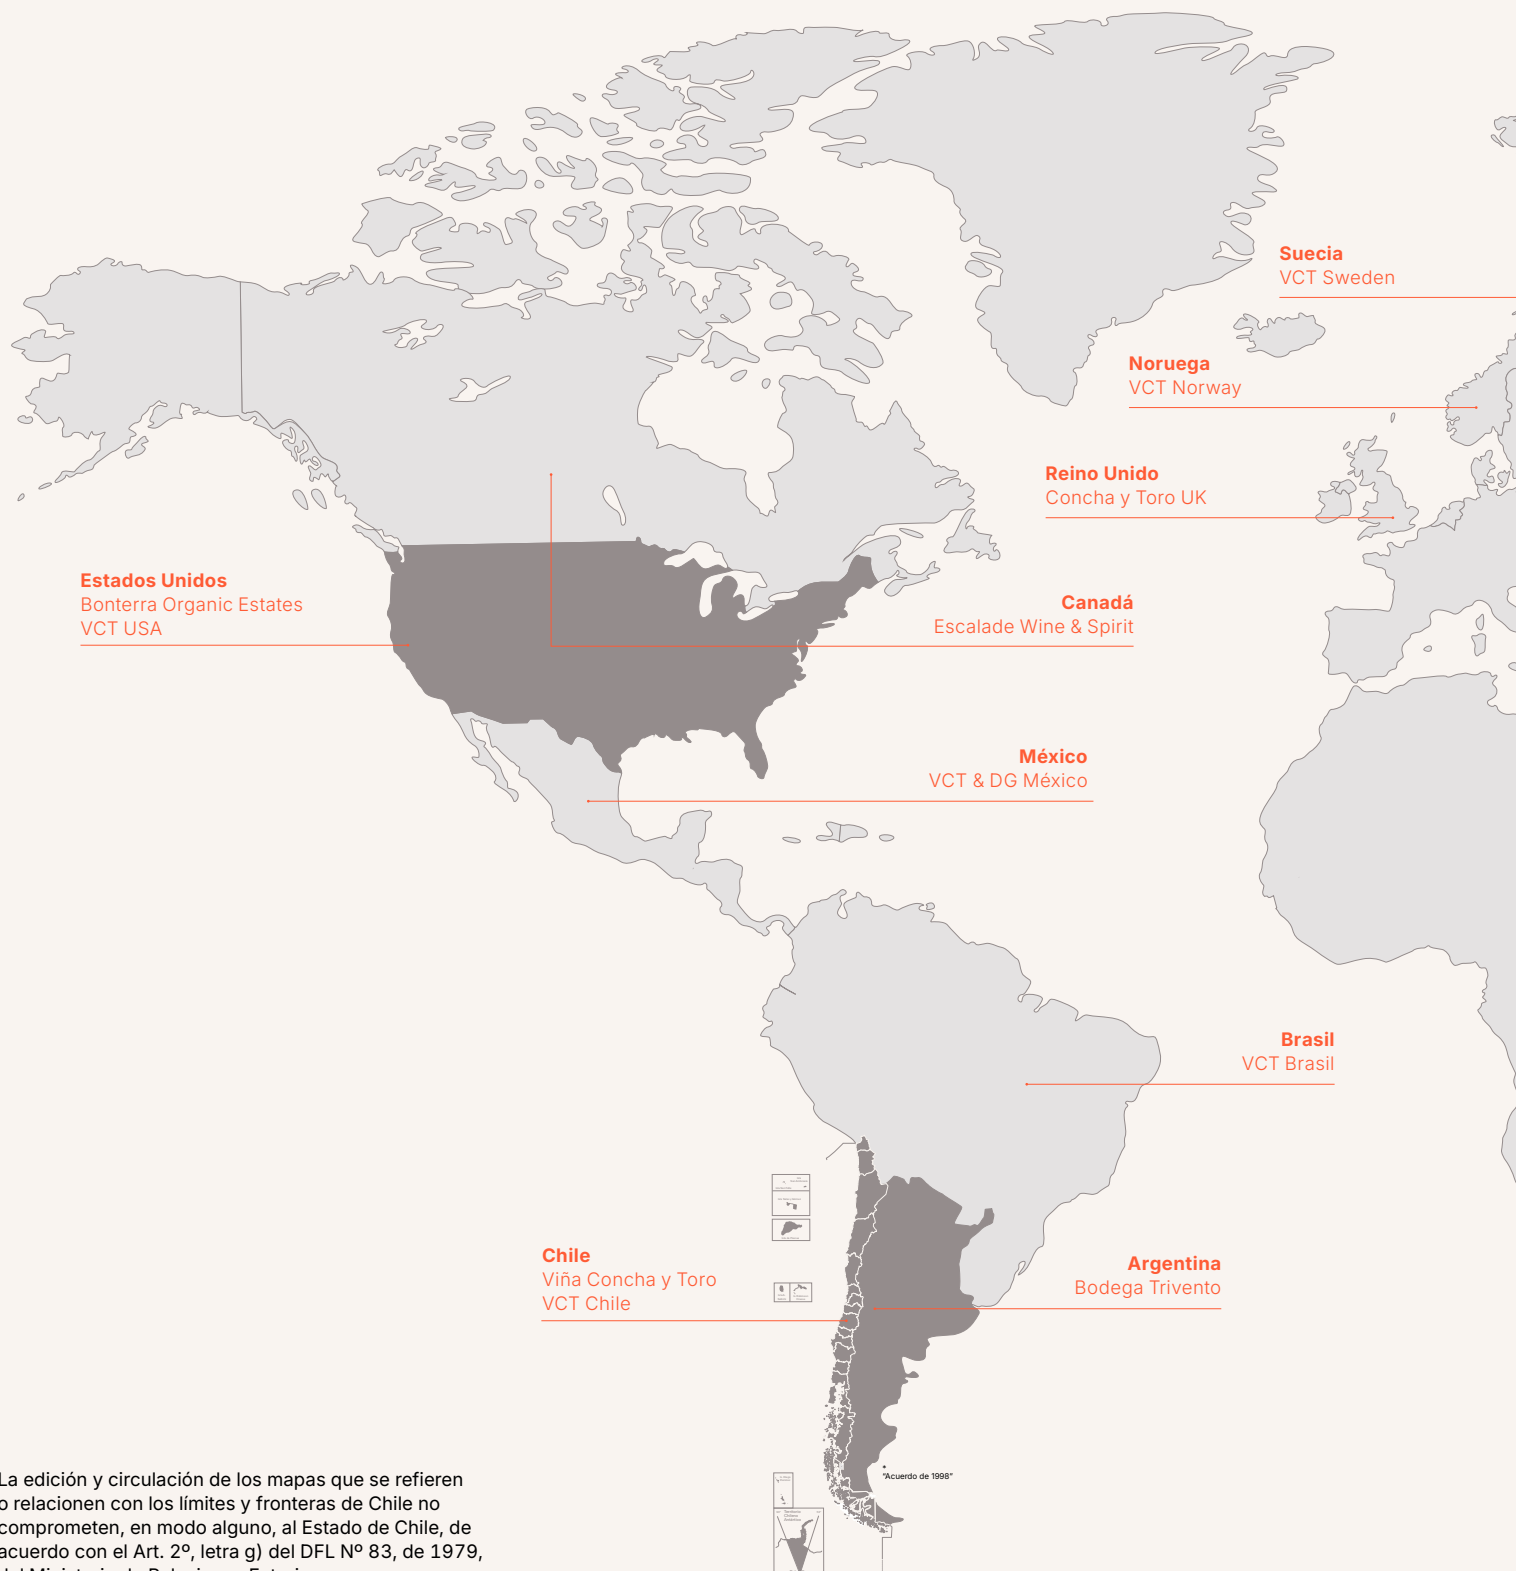 Suecia
VCT Sweden
Noruega
VCT Norway
Reino Unido
Concha y Toro UK
Estados Unidos
Bonterra Organic Estates
VCT USA
Canadá
Escalade Wine & Spirit
México
VCT & DG México
Brasil
VCT Brasil
Chile
Viña Concha y Toro
VCT Chile
Argentina
Bodega Trivento
"Acuerdo de 1998"
La edición y circulación de los mapas que se refieren
o relacionen con los límites y fronteras de Chile no
comprometen, en modo alguno, al Estado de Chile, de
acuerdo con el Art. 2º, letra g) del DFL Nº 83, de 1979,
Territorio
Chileno
Antártico